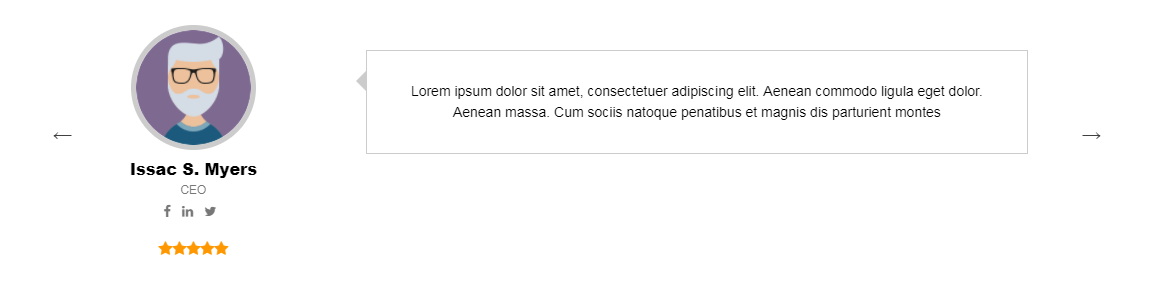 Lorem ipsum dolor sit amet, consectetuer adipiscing elit. Aenean commodo ligula eget dolor.
Aenean massa. Cum sociis natoque penatibus et magnis dis parturient montes
Issac S. Myers
CEO